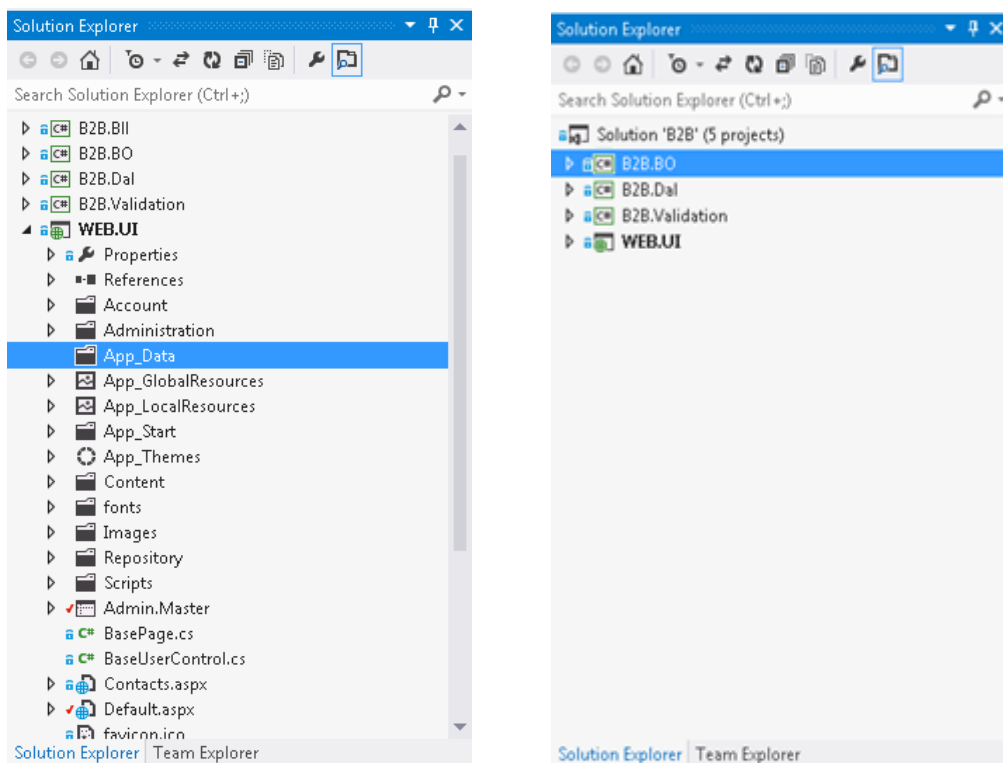 Solution Explorer
Search Solution Explorer (Ctrl+;)
C# B2B.Bll
C# B2B.BO
C# B2B.Dal
C# B2B.Validation
WEB.UI
Properties
References
Account
Administration
App_Data
App_GlobalResources
App_LocalResources
App_Start
App_Themes
Content
fonts
Images
Repository
Scripts
Admin.Master
C# BasePage.cs
C# BaseUserControl.cs
Contacts.aspx
Default.aspx
favicon.ico
Solution Explorer Team Explorer
Solution Explorer
Search Solution Explorer (Ctrl+;)
Solution 'B2B' (5 projects)
C# B2B.BO
C# B2B.Dal
C# B2B.Validation
WEB.UI
Solution Explorer Team Explorer